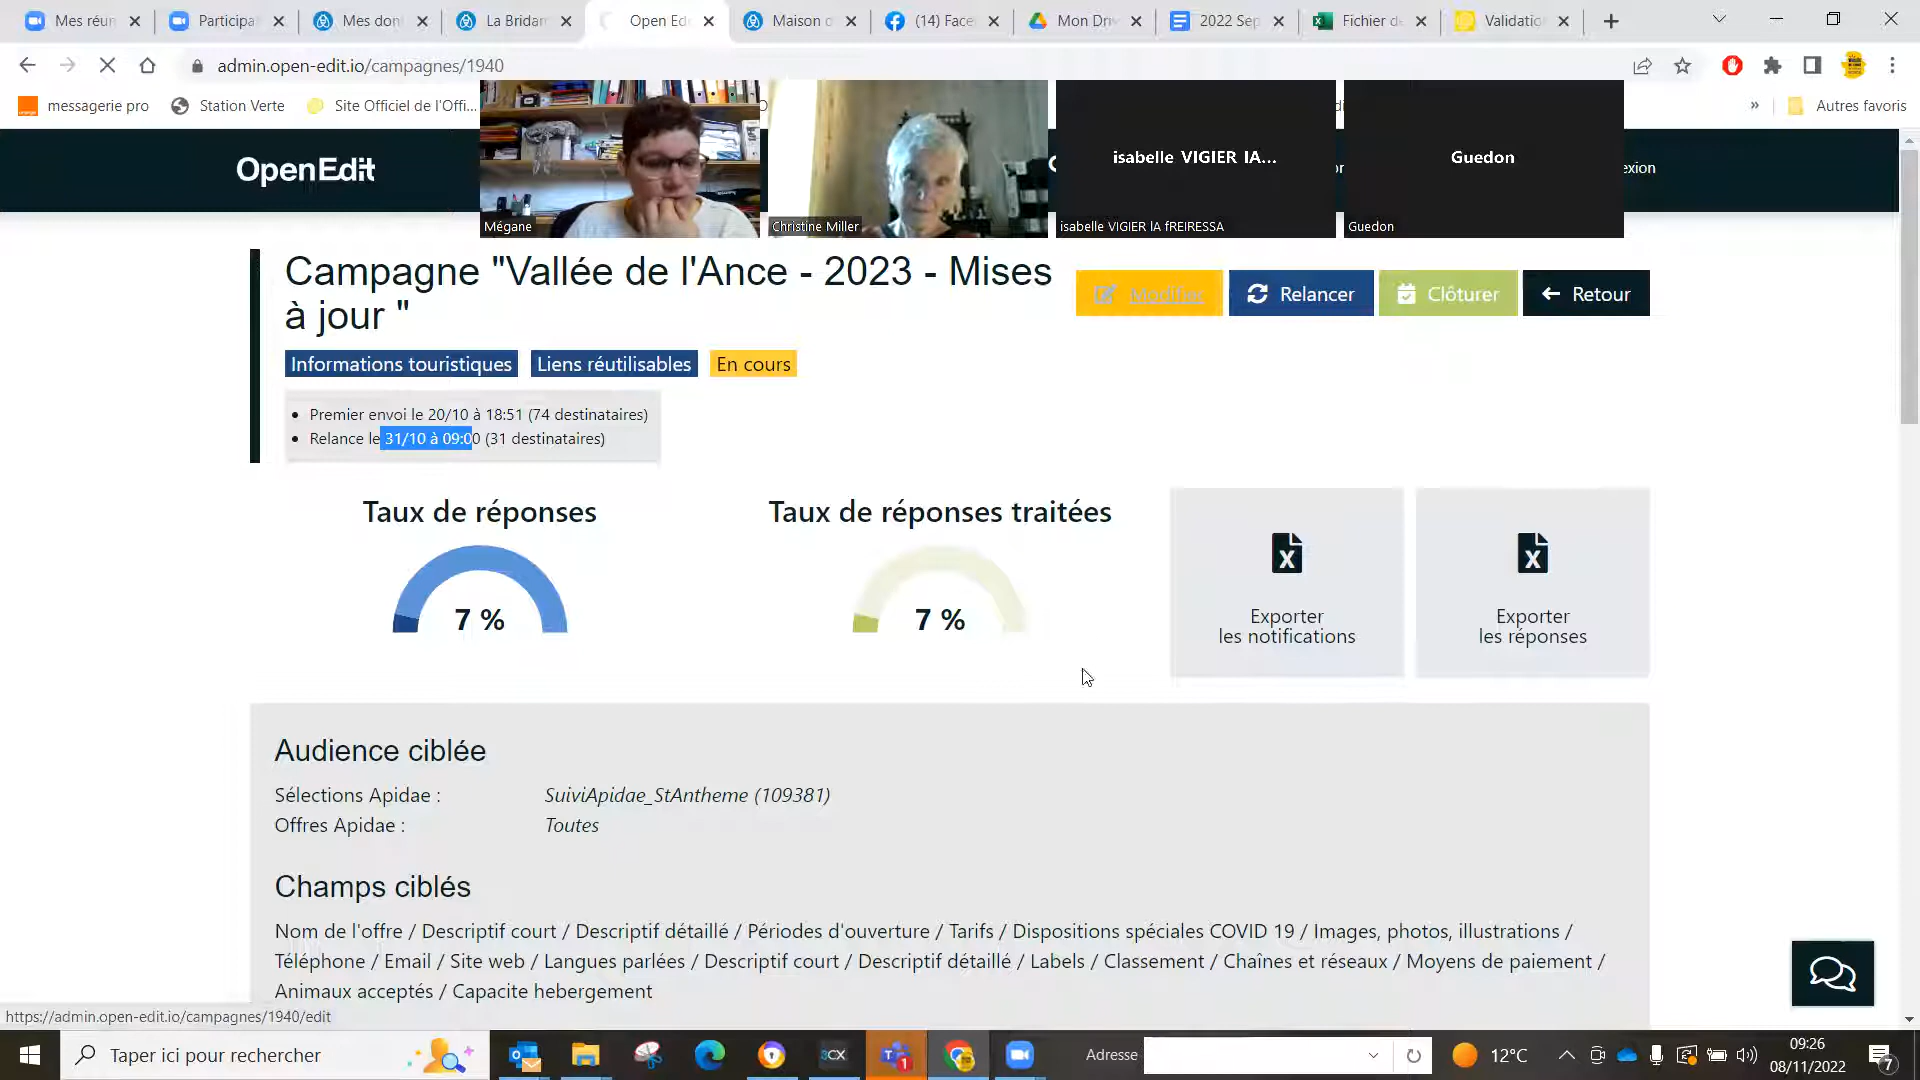 Mes réun
Participa
Mes don
La Bridan
Open Ed
Maison
(14) Face
Mon Dri
2022 Sep
Fichier d
Validatio
admin.open-edit.io/campagnes/1940
messagerie pro
Station Verte
Site Officiel de l'Offi...
Autres favoris
OpenEdit
isabelle VIGIER lA...
Guedon
exion
Mégane
Christine Miller
isabelle VIGIER lA fREIRESSA
Guedon
Campagne "Vallée de l'Ance - 2023 - Mises
à jour "
Modifier
Relancer
Clôturer
Retour
Informations touristiques
Liens réutilisables
En cours
Premier envoi le 20/10 à 18:51 (74 destinataires)
Relance le 31/10 à 09:00 (31 destinataires)
Taux de réponses
Taux de réponses traitées
7 %
7 %
Exporter
les notifications
Exporter
les réponses
Audience ciblée
Sélections Apidae : SuiviApidae_StAntheme (109381)
Offres Apidae : Toutes
Champs ciblés
Nom de l'offre / Descriptif court / Descriptif détaillé / Périodes d'ouverture / Tarifs / Dispositions spéciales COVID 19 / Images, photos, illustrations /
Téléphone / Email / Site web / Langues parlées / Descriptif court / Descriptif détaillé / Labels / Classement / Chaînes et réseaux / Moyens de paiement /
Animaux acceptés / Capacite hebergement
https://admin.open-edit.io/campagnes/1940/edit
Taper ici pour rechercher
3CX
1
Adresse
12°C
09:26
08/11/2022
7